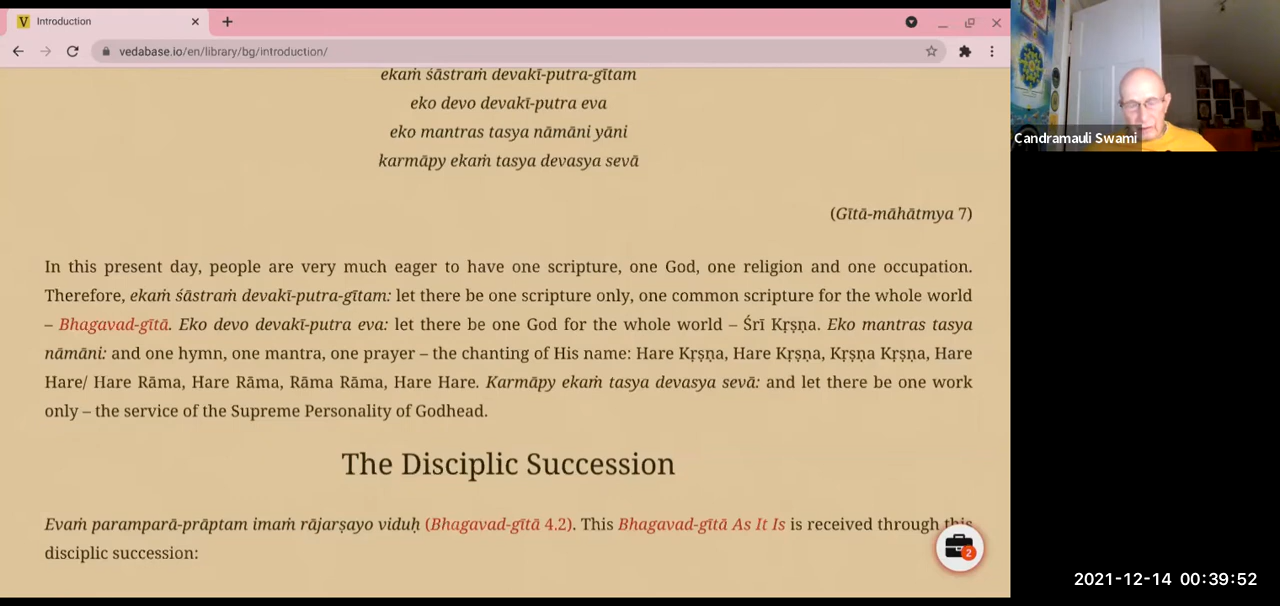 Introduction
vedabase.io/en/library/bg/introduction/
ekaṁ śāstraṁ devakī-putra-gītam
eko devo devakī-putra eva
eko mantras tasya nāmāni yāni
karmāpy ekaṁ tasya devasya sevā
(Gītā-māhātmya 7)
In this present day, people are very much eager to have one scripture, one God, one religion and one occupation.
Therefore, ekaṁ śāstraṁ devakī-putra-gītam: let there be one scripture only, one common scripture for the whole world
– Bhagavad-gītā. Eko devo devakī-putra eva: let there be one God for the whole world – Śrī Kṛṣṇa. Eko mantras tasya
nāmāni: and one hymn, one mantra, one prayer – the chanting of His name: Hare Kṛṣṇa, Hare Kṛṣṇa, Kṛṣṇa Kṛṣṇa, Hare
Hare/ Hare Rāma, Hare Rāma, Rāma Rāma, Hare Hare. Karmāpy ekaṁ tasya devasya sevā: and let there be one work
only – the service of the Supreme Personality of Godhead.
The Disciplic Succession
Evaṁ paramparā-prāptam imaṁ rājarṣayo viduḥ (Bhagavad-gītā 4.2). This Bhagavad-gītā As It Is is received through this
disciplic succession:
2
Candramauli Swami
2021-12-14 00:39:52